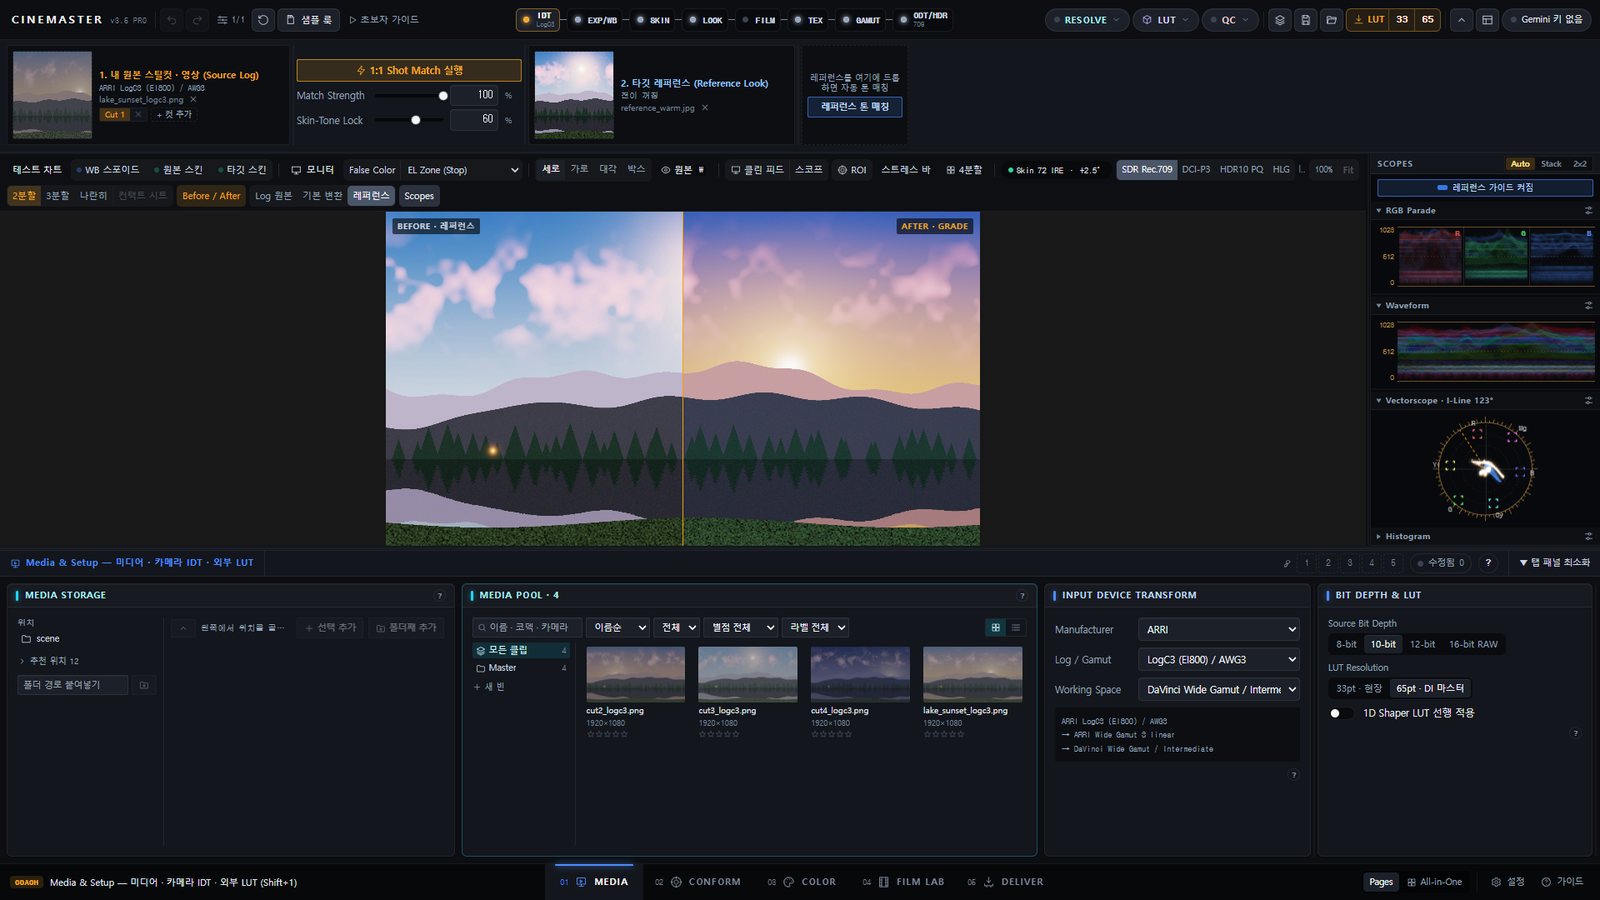 CINEMASTER v3.5 PRO 1/1 샘플 룩 초보자 가이드
IDT LogC3 EXP/WB SKIN LOOK FILM TEX GAMUT ODT/HDR 709
RESOLVE LUT QC LUT 33 65 Gemini 키 없음
1. 내 원본 스틸컷 · 영상 (Source Log)
ARRI LogC3 (EI800) / AWG3
lake_sunset_logc3.png ×
Cut 1 × + 컷 추가
1:1 Shot Match 실행
Match Strength 100 %
Skin-Tone Lock 60 %
2. 타깃 레퍼런스 (Reference Look)
reference_warm.jpg ×
레퍼런스를 여기에 드롭
하면 자동 톤 매칭
레퍼런스 톤 매칭
테스트 차트 WB 스포이드 원본 스킨 타깃 스킨 모니터 False Color EL Zone (Stop) 세로 가로 대각 박스 원본 클린 피드 스코프 ROI 스트레스 바 4분할 Skin 72 IRE · +2.5° SDR Rec.709 DCI-P3 HDR10 PQ HLG 100% Fit
2분할 3분할 나란히 컨택트 시트 Before / After Log 원본 기본 변환 레퍼런스 Scopes
BEFORE · 레퍼런스
AFTER · GRADE
SCOPES Auto Stack 2x2
레퍼런스 가이드 켜짐
RGB Parade
1023
512
0
R G B
Waveform
1023
512
0
Vectorscope · I-Line 123°
R Mg B Cy G Y
Histogram
Media & Setup — 미디어 · 카메라 IDT · 외부 LUT
1 2 3 4 5 수정됨 0 ? ▼ 탭 패널 최소화
MEDIA STORAGE ?
위치
scene
추천 위치 12
폴더 경로 붙여넣기
왼쪽에서 위치를 골… + 선택 추가 폴더째 추가
MEDIA POOL · 4 ?
이름 · 코덱 · 카메라 이름순 전체 별점 전체 라벨 전체
모든 클립 4
Master 4
+ 새 빈
cut2_logc3.png
1920×1080
☆☆☆☆☆
cut3_logc3.png
1920×1080
☆☆☆☆☆
cut4_logc3.png
1920×1080
☆☆☆☆☆
lake_sunset_logc3.png
1920×1080
☆☆☆☆☆
INPUT DEVICE TRANSFORM
Manufacturer ARRI
Log / Gamut LogC3 (EI800) / AWG3
Working Space DaVinci Wide Gamut / Interme
ARRI LogC3 (EI800) / AWG3
→ ARRI Wide Gamut 3 linear
→ DaVinci Wide Gamut / Intermediate
?
BIT DEPTH & LUT
Source Bit Depth
8-bit 10-bit 12-bit 16-bit RAW
LUT Resolution
33pt · 현장 65pt · DI 마스터
1D Shaper LUT 선행 적용
?
Media & Setup — 미디어 · 카메라 IDT · 외부 LUT (Shift+1)
01 MEDIA 02 CONFORM 03 COLOR 04 FILM LAB 05 DELIVER
Pages All-in-One 설정 가이드